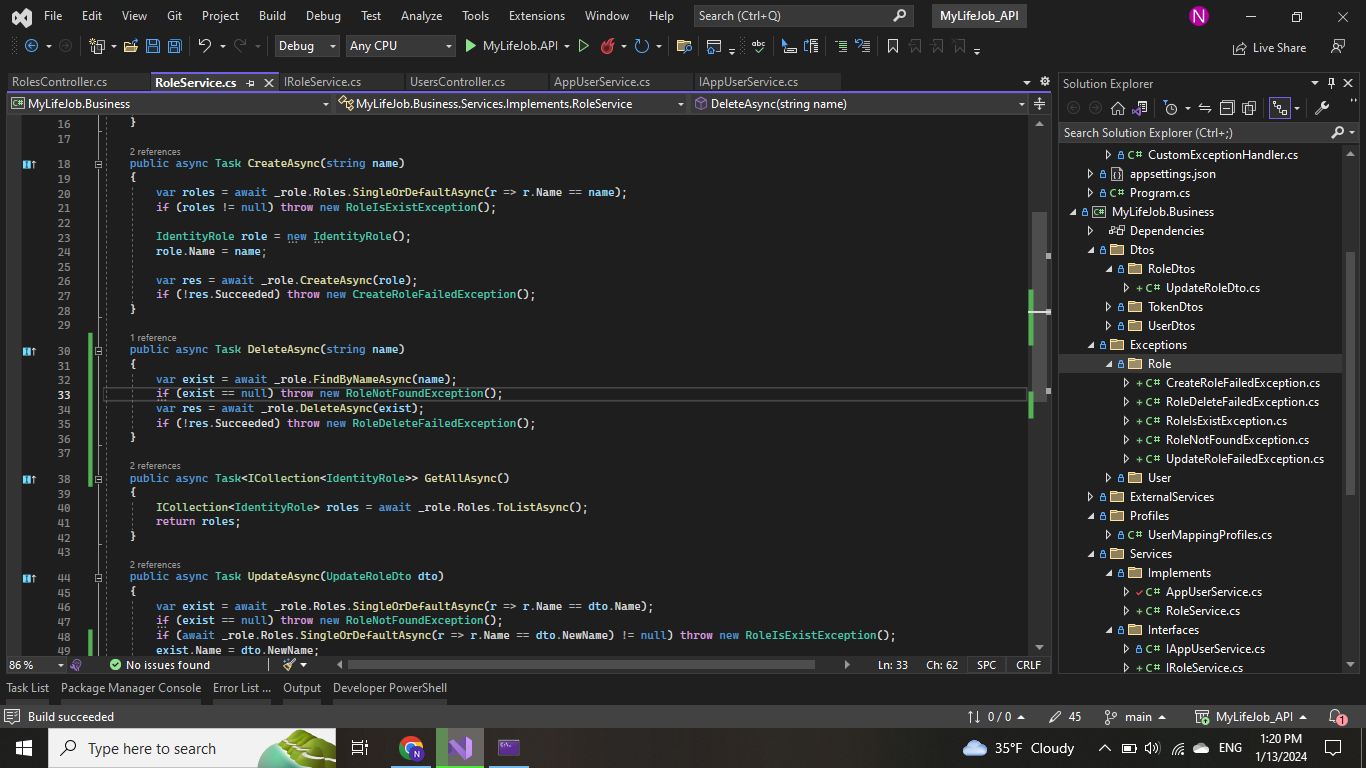 File Edit View Git Project Build Debug Test Analyze Tools Extensions Window Help Search (Ctrl+Q) MyLifeJob_API N
Debug Any CPU MyLifeJob.API Live Share
RolesController.cs RoleService.cs IRoleService.cs UsersController.cs AppUserService.cs IAppUserService.cs
MyLifeJob.Business MyLifeJob.Business.Services.Implements.RoleService DeleteAsync(string name)
16 }
17
2 references
18 public async Task CreateAsync(string name)
19 {
20 var roles = await _role.Roles.SingleOrDefaultAsync(r => r.Name == name);
21 if (roles != null) throw new RoleIsExistException();
22
23 IdentityRole role = new IdentityRole();
24 role.Name = name;
25
26 var res = await _role.CreateAsync(role);
27 if (!res.Succeeded) throw new CreateRoleFailedException();
28 }
29
1 reference
30 public async Task DeleteAsync(string name)
31 {
32 var exist = await _role.FindByNameAsync(name);
33 if (exist == null) throw new RoleNotFoundException();
34 var res = await _role.DeleteAsync(exist);
35 if (!res.Succeeded) throw new RoleDeleteFailedException();
36 }
37
2 references
38 public async Task<ICollection<IdentityRole>> GetAllAsync()
39 {
40 ICollection<IdentityRole> roles = await _role.Roles.ToListAsync();
41 return roles;
42 }
43
2 references
44 public async Task UpdateAsync(UpdateRoleDto dto)
45 {
46 var exist = await _role.Roles.SingleOrDefaultAsync(r => r.Name == dto.Name);
47 if (exist == null) throw new RoleNotFoundException();
48 if (await _role.Roles.SingleOrDefaultAsync(r => r.Name == dto.NewName) != null) throw new RoleIsExistException();
49 exist.Name = dto.NewName;
86 % No issues found Ln: 33 Ch: 62 SPC CRLF
Solution Explorer
Search Solution Explorer (Ctrl+;)
C# CustomExceptionHandler.cs
appsettings.json
C# Program.cs
C# MyLifeJob.Business
Dependencies
Dtos
RoleDtos
+ C# UpdateRoleDto.cs
TokenDtos
UserDtos
Exceptions
Role
+ C# CreateRoleFailedException.cs
+ C# RoleDeleteFailedException.cs
+ C# RoleIsExistException.cs
+ C# RoleNotFoundException.cs
+ C# UpdateRoleFailedException.cs
User
ExternalServices
Profiles
C# UserMappingProfiles.cs
Services
Implements
C# AppUserService.cs
+ C# RoleService.cs
Interfaces
C# IAppUserService.cs
+ C# IRoleService.cs
Task List Package Manager Console Error List ... Output Developer PowerShell
Build succeeded 0 / 0 45 main MyLifeJob_API 1
Type here to search N 35°F Cloudy ENG 1:20 PM
1/13/2024